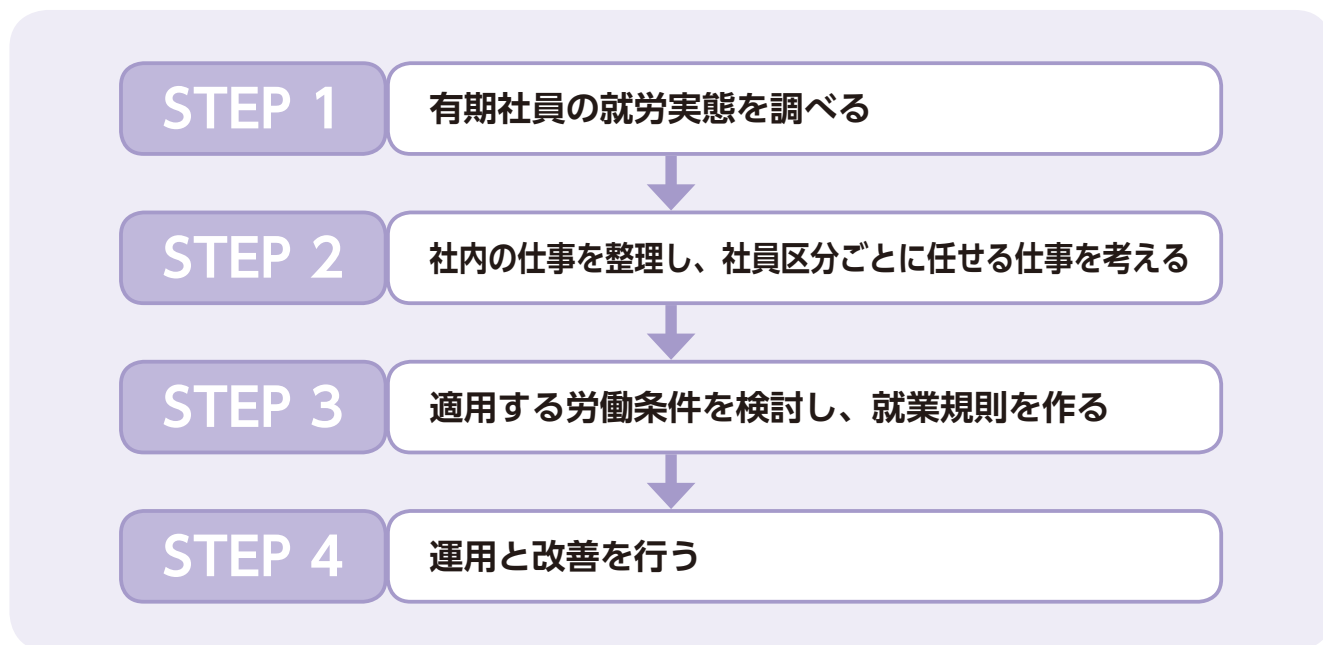 STEP 1
有期社員の就労実態を調べる
STEP 2
社内の仕事を整理し、社員区分ごとに任せる仕事を考える
STEP 3
適用する労働条件を検討し、就業規則を作る
STEP 4
運用と改善を行う